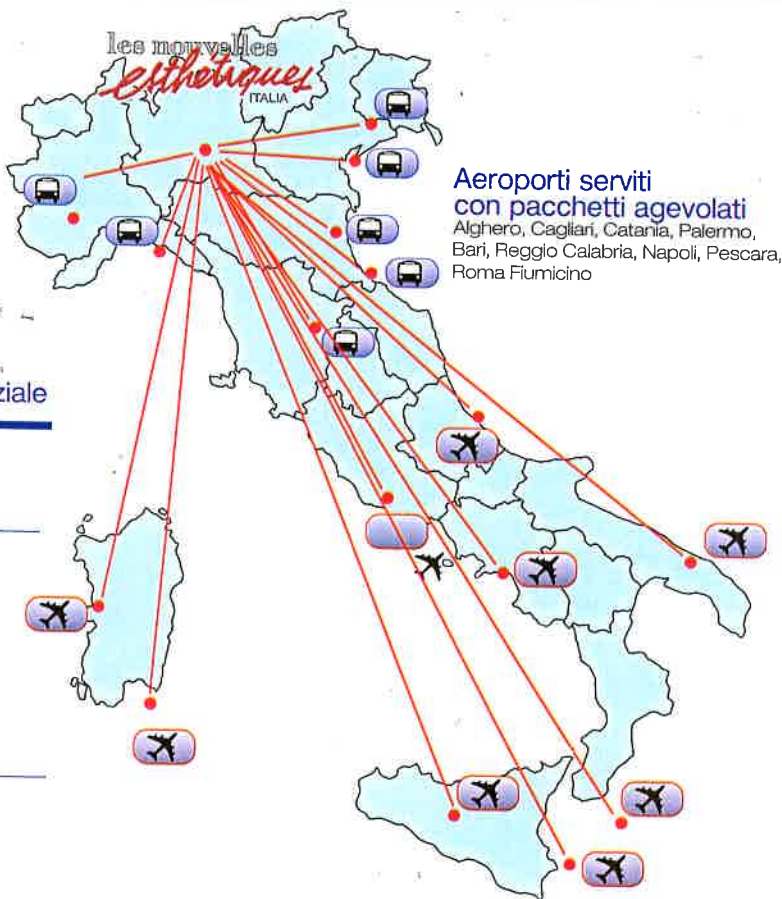 les nouvelles
esthétiques
ITALIA
Aeroporti serviti
con pacchetti agevolati
Alghero, Cagliari, Catania, Palermo,
Bari, Reggio Calabria, Napoli, Pescara,
Roma Fiumicino
ziale